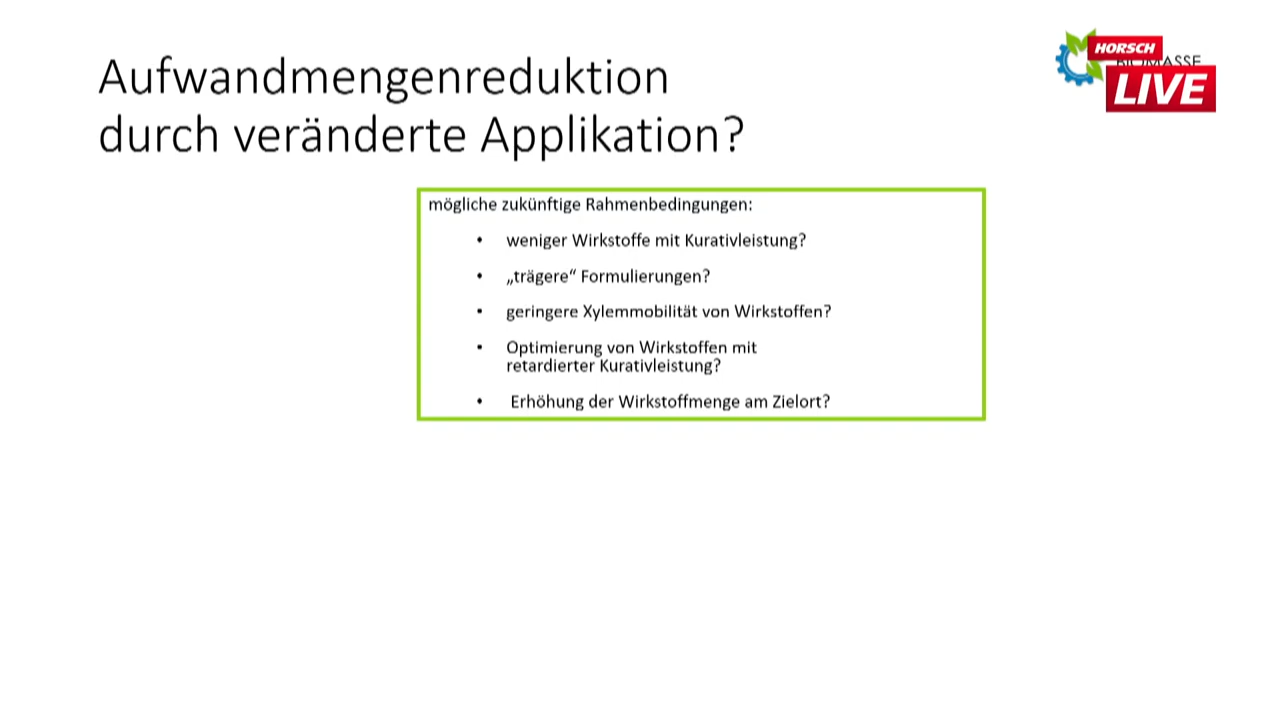 Aufwandmengenreduktion
durch veränderte Applikation?
HORSCH
LIVE
mögliche zukünftige Rahmenbedingungen:
• weniger Wirkstoffe mit Kurativleistung?
• „trägere“ Formulierungen?
• geringere Xylemmobilität von Wirkstoffen?
• Optimierung von Wirkstoffen mit
retardierter Kurativleistung?
• Erhöhung der Wirkstoffmenge am Zielort?